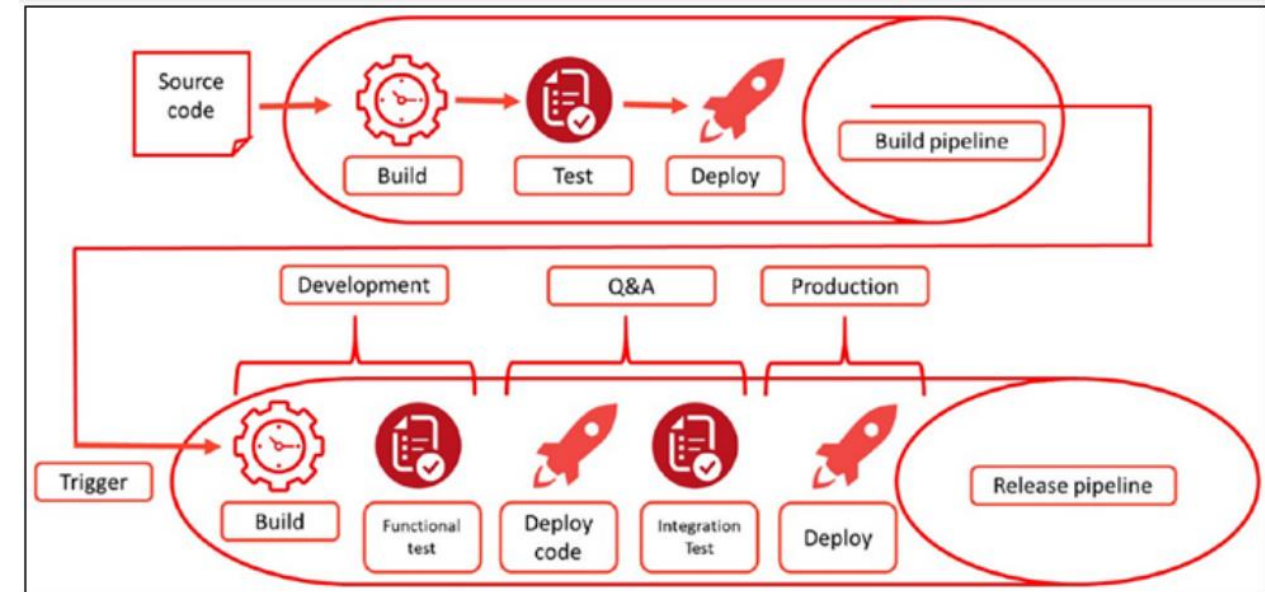 Source
code
Build
Test
Deploy
Build pipeline
Development
Q&A
Production
Trigger
Build
Functional
test
Deploy
code
Integration
Test
Deploy
Release pipeline